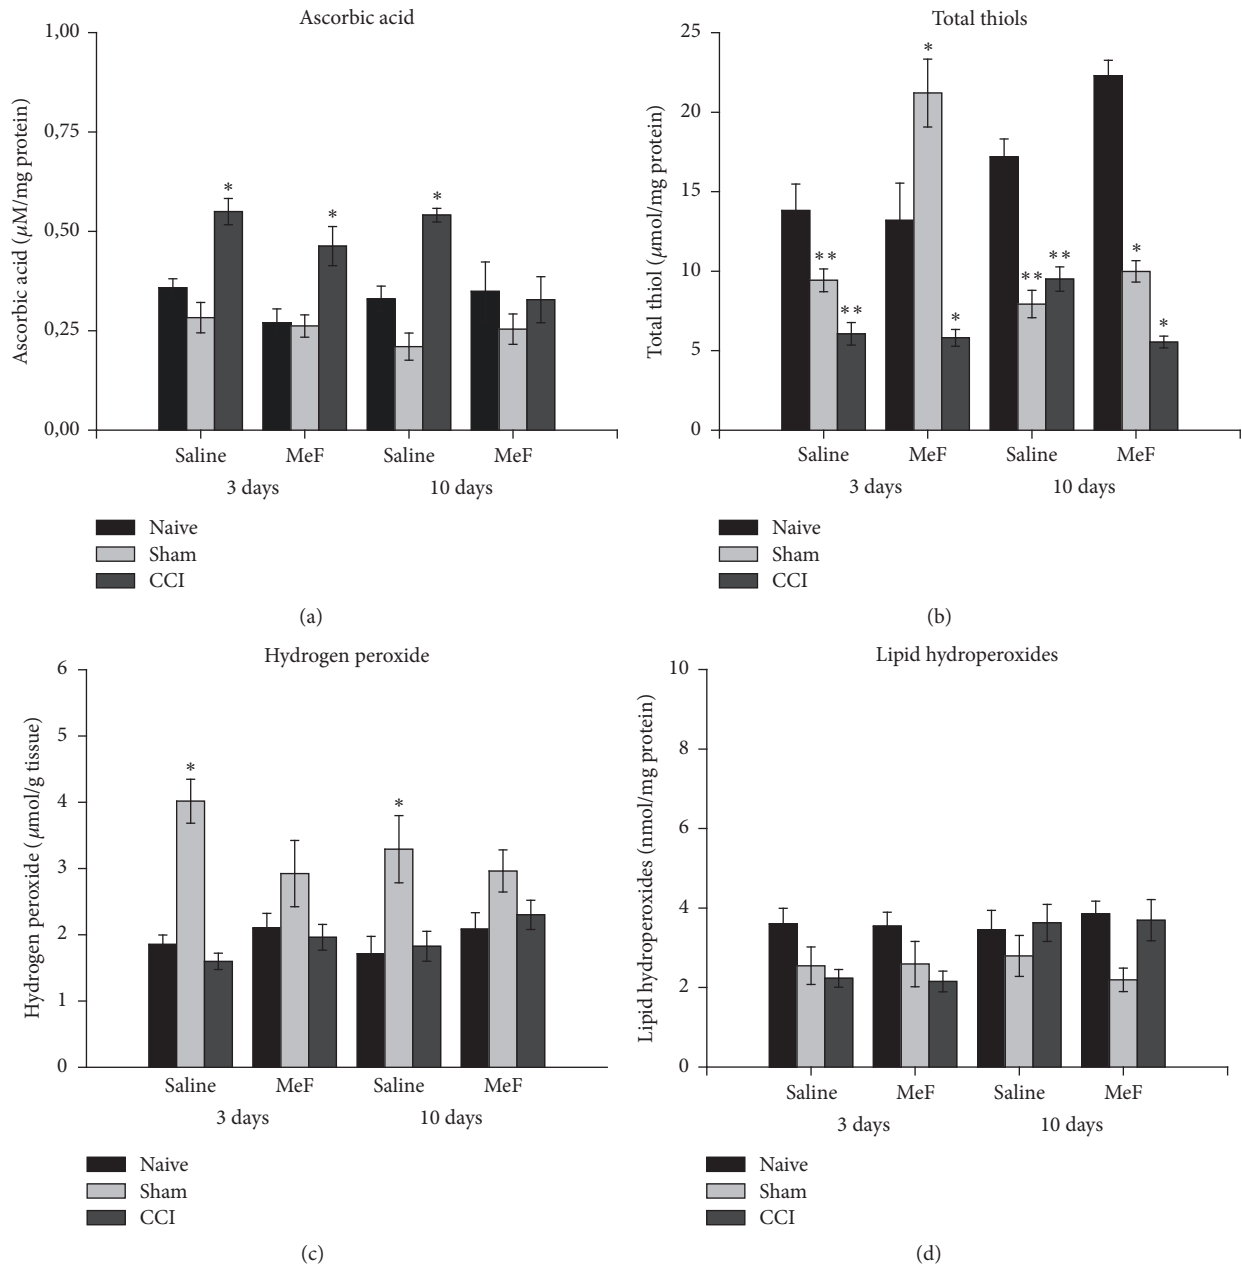 Ascorbic acid
Ascorbic acid (μM/mg protein)
1,00
0,75
0,50
0,25
0,00
* * *
Saline MeF Saline MeF
3 days 10 days
Naive
Sham
CCI
(a)
Total thiols
Total thiol (μmol/mg protein)
25
20
15
10
5
0
** ** * * ** ** * *
Saline MeF Saline MeF
3 days 10 days
Naive
Sham
CCI
(b)
Hydrogen peroxide
Hydrogen peroxide (μmol/g tissue)
6
5
4
3
2
1
0
* *
Saline MeF Saline MeF
3 days 10 days
Naive
Sham
CCI
(c)
Lipid hydroperoxides
Lipid hydroperoxides (nmol/mg protein)
10
8
6
4
2
0
Saline MeF Saline MeF
3 days 10 days
Naive
Sham
CCI
(d)